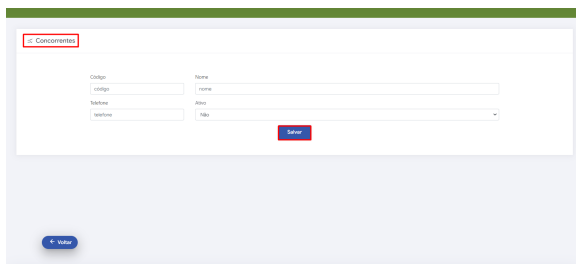 Concorrentes
Código
Nome
código
nome
Telefone
Ativo
telefone
Não
Salvar
← Voltar